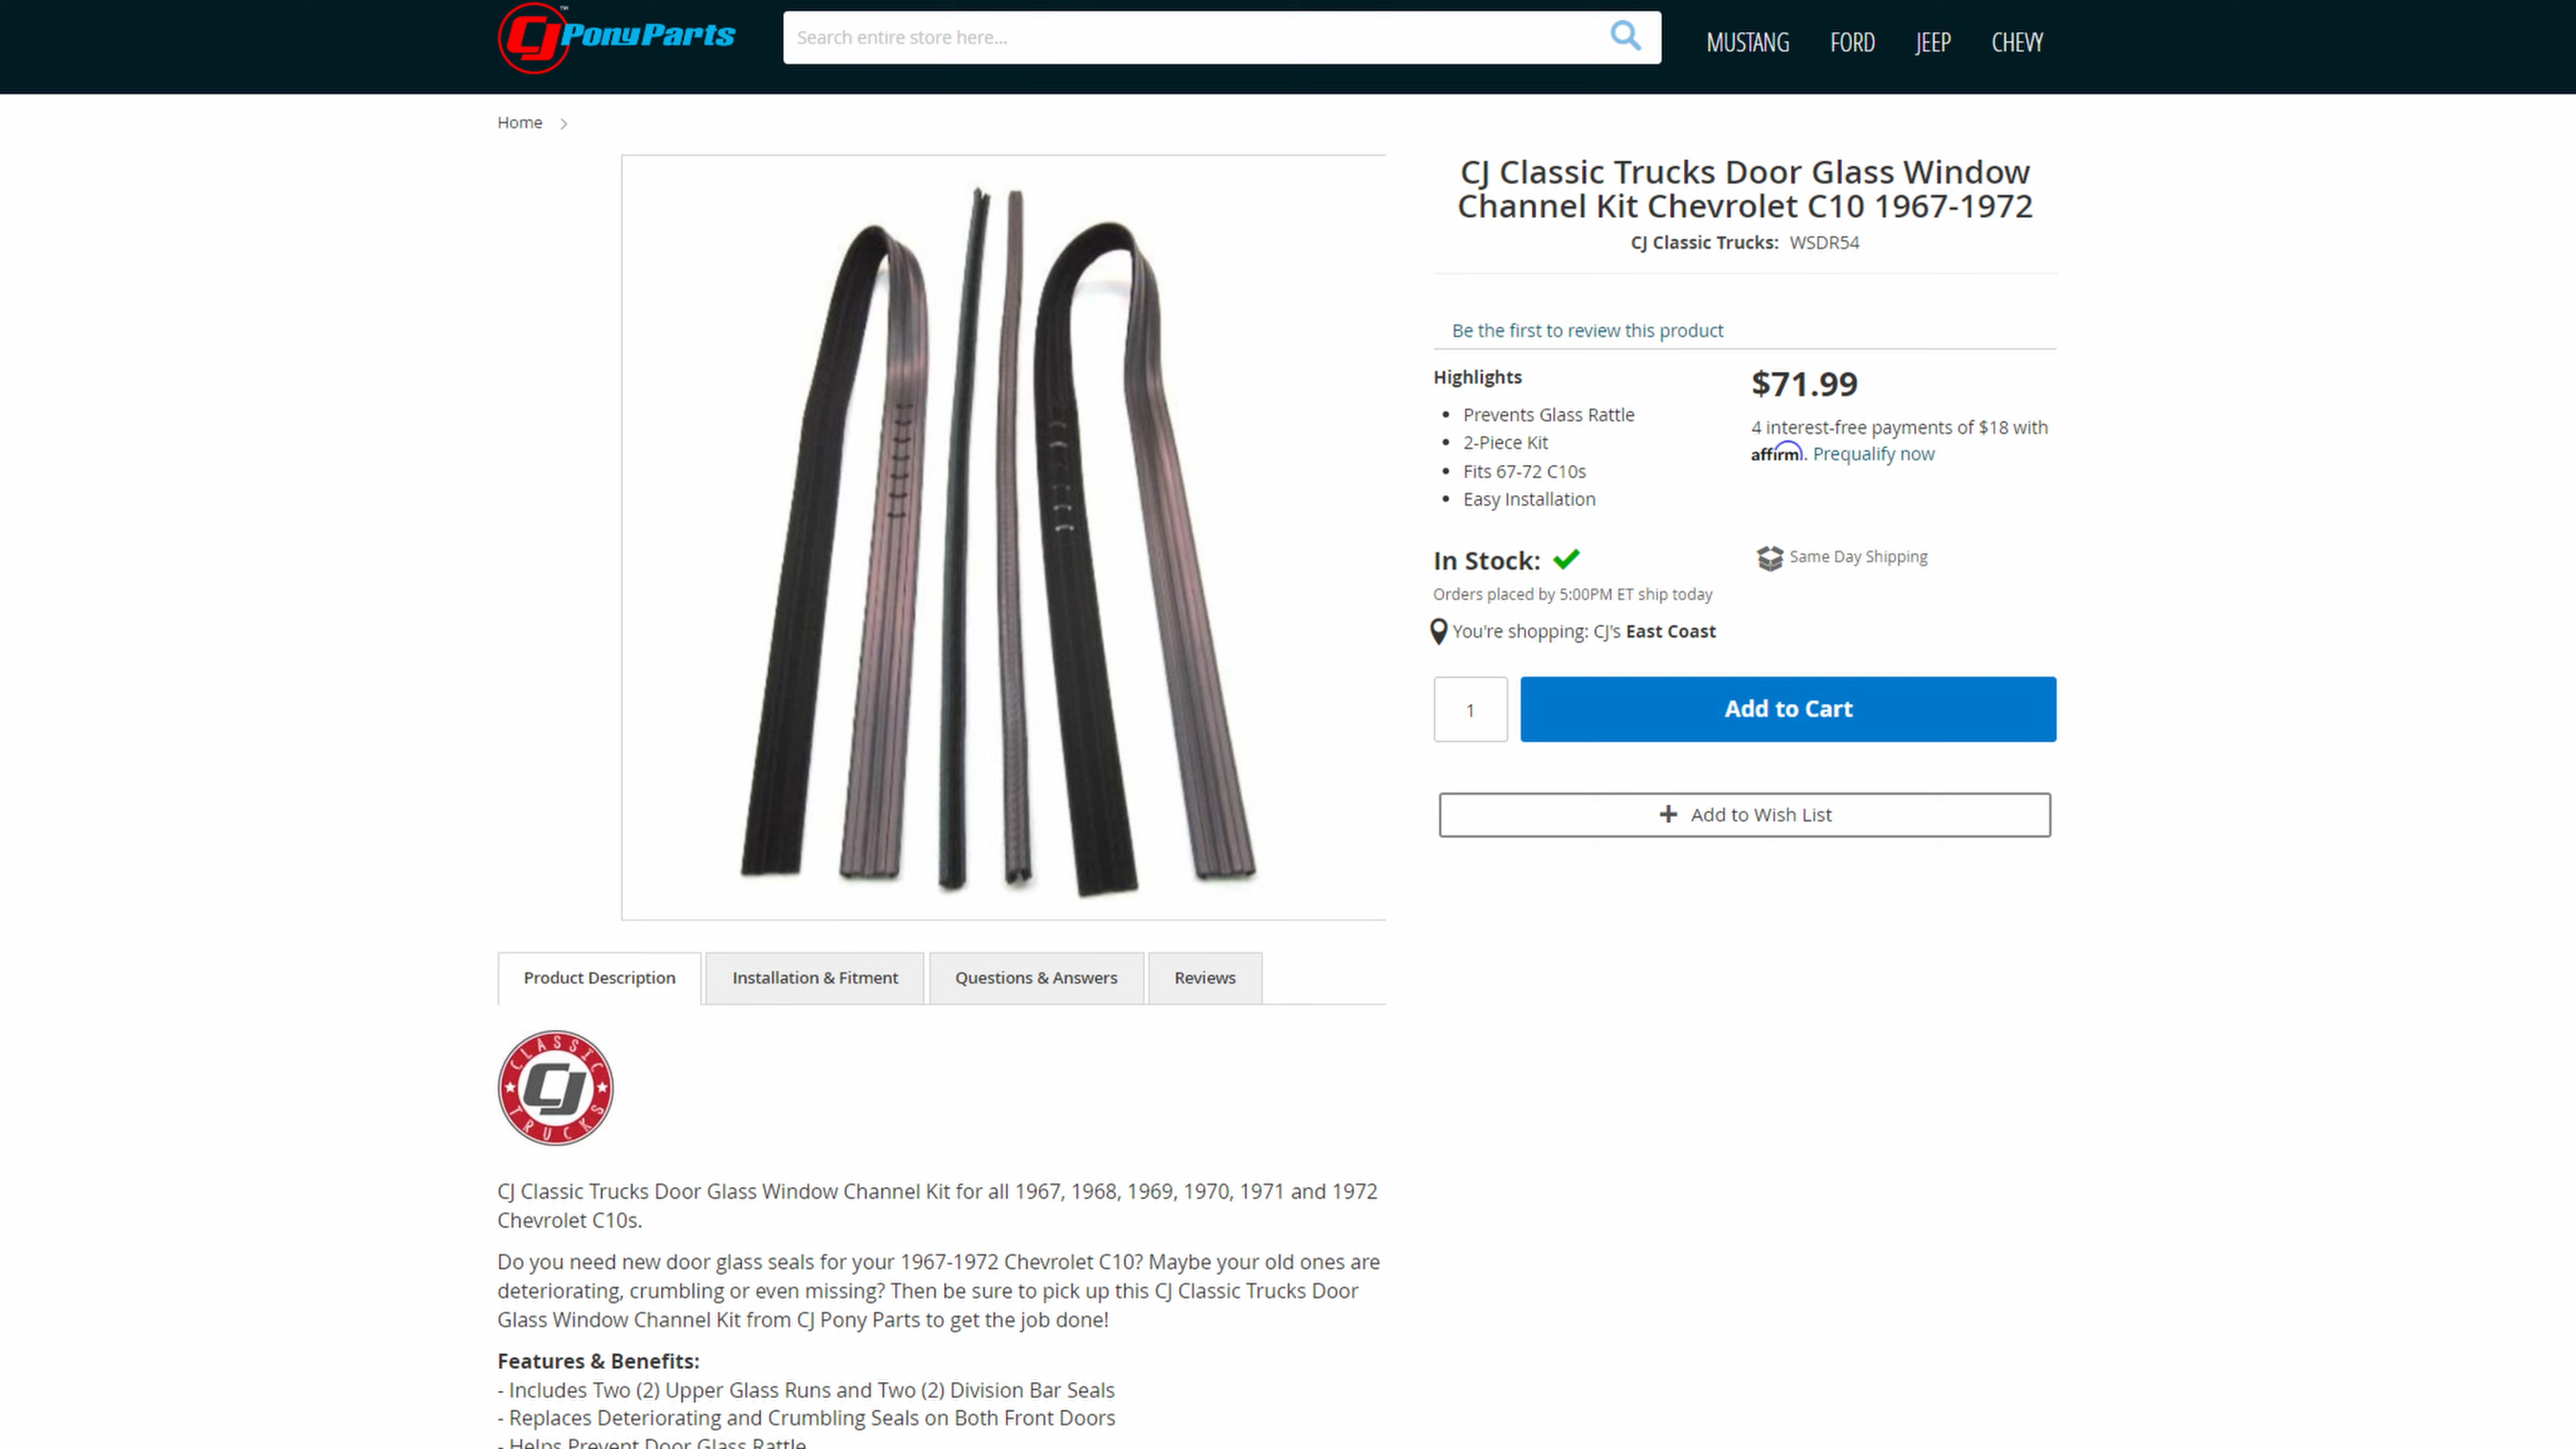 CJ PonyParts™
Search entire store here...
MUSTANG FORD JEEP CHEVY
Home
CJ Classic Trucks Door Glass Window
Channel Kit Chevrolet C10 1967-1972
CJ Classic Trucks: WSDR54
Be the first to review this product
Highlights
• Prevents Glass Rattle
• 2-Piece Kit
• Fits 67-72 C10s
• Easy Installation
$71.99
4 interest-free payments of $18 with
affirm. Prequalify now
In Stock:
Same Day Shipping
Orders placed by 5:00PM ET ship today
You're shopping: CJ's East Coast
1
Add to Cart
+ Add to Wish List
Product Description
Installation & Fitment
Questions & Answers
Reviews
CLASSIC
CJ
TRUCKS
CJ Classic Trucks Door Glass Window Channel Kit for all 1967, 1968, 1969, 1970, 1971 and 1972
Chevrolet C10s.
Do you need new door glass seals for your 1967-1972 Chevrolet C10? Maybe your old ones are
deteriorating, crumbling or even missing? Then be sure to pick up this CJ Classic Trucks Door
Glass Window Channel Kit from CJ Pony Parts to get the job done!
Features & Benefits:
- Includes Two (2) Upper Glass Runs and Two (2) Division Bar Seals
- Replaces Deteriorating and Crumbling Seals on Both Front Doors
- Helps Prevent Door Glass Rattle